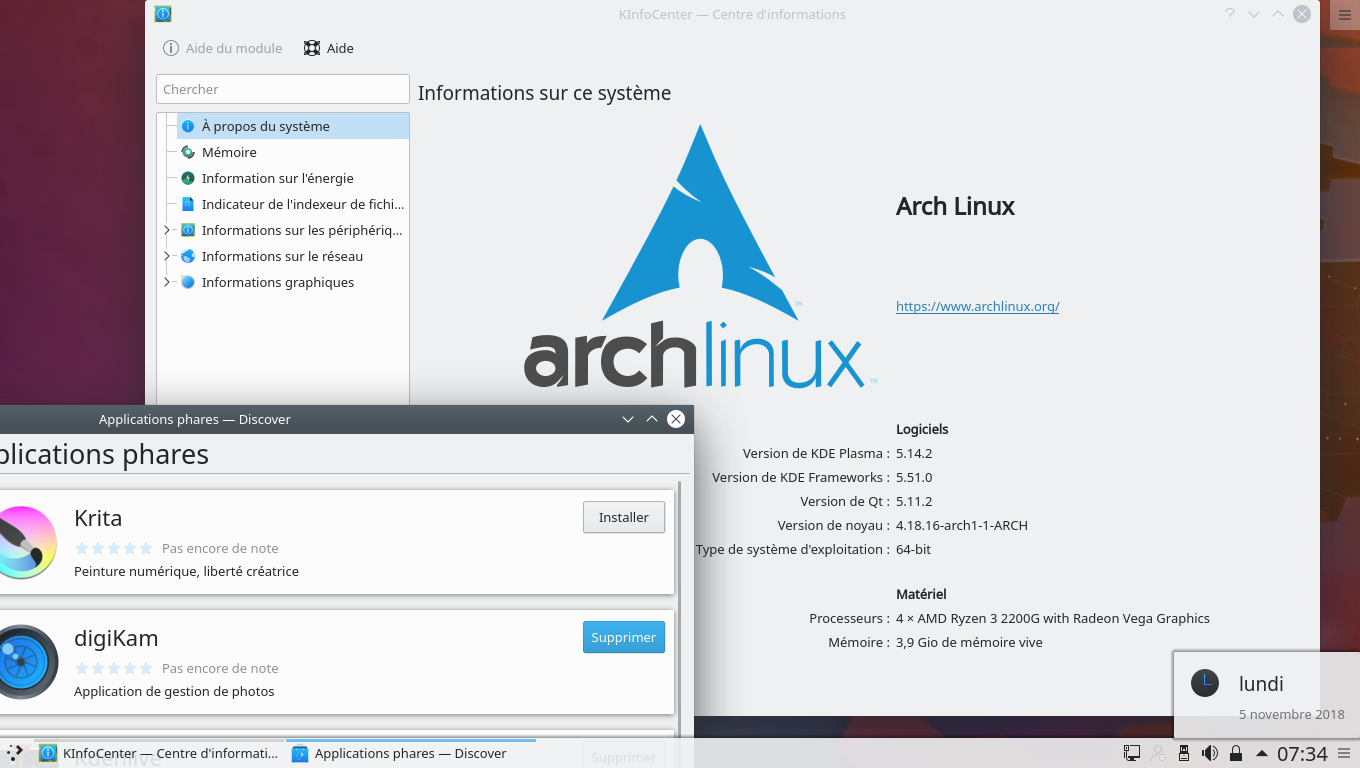 KInfoCenter — Centre d'informations
Aide du module
Aide
Chercher
À propos du système
Mémoire
Information sur l'énergie
Indicateur de l'indexeur de fichi...
Informations sur les périphériq...
Informations sur le réseau
Informations graphiques
Informations sur ce système
archlinux
™
™
Arch Linux
https://www.archlinux.org/
Logiciels
Version de KDE Plasma : 5.14.2
Version de KDE Frameworks : 5.51.0
Version de Qt : 5.11.2
Version de noyau : 4.18.16-arch1-1-ARCH
Type de système d'exploitation : 64-bit
Matériel
Processeurs : 4 × AMD Ryzen 3 2200G with Radeon Vega Graphics
Mémoire : 3,9 Gio de mémoire vive
Applications phares — Discover
plications phares
Krita
Installer
Pas encore de note
Peinture numérique, liberté créatrice
digiKam
Supprimer
Pas encore de note
Application de gestion de photos
Kdenlive
Supprimer
lundi
5 novembre 2018
KInfoCenter — Centre d'informati...
Applications phares — Discover
07:34